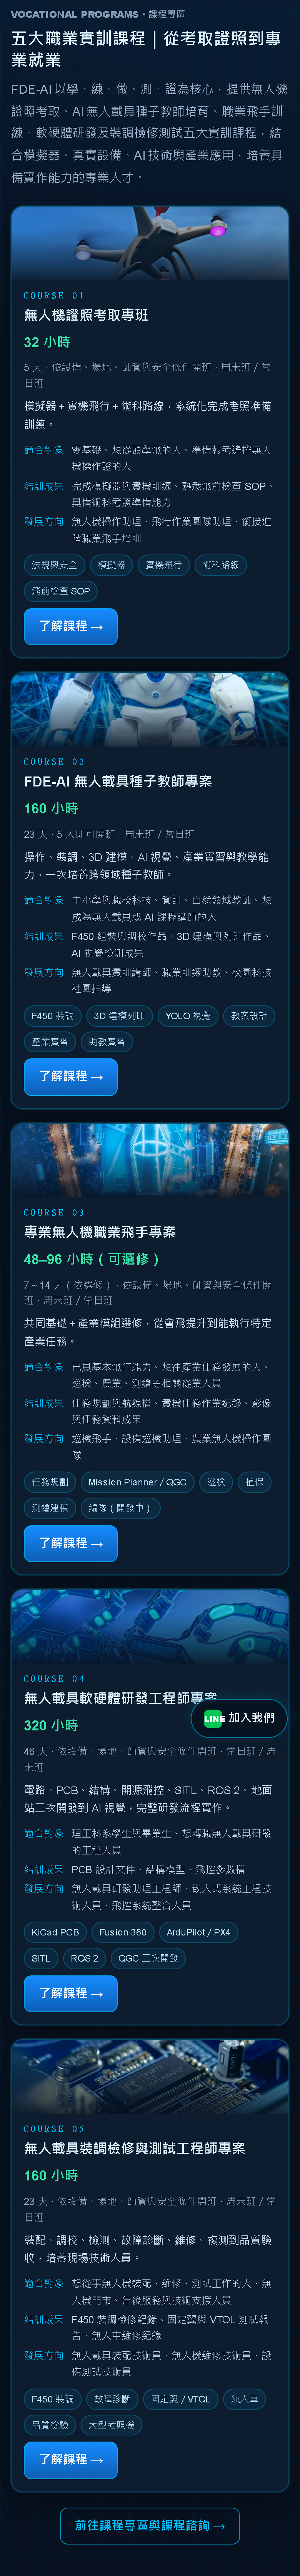 VOCATIONAL PROGRAMS · 課程專區
五大職業實訓課程｜從考取證照到專
業就業
FDE-AI 以學、練、做、測、證為核心，提供無人機
證照考取、AI 無人載具種子教師培育、職業飛手訓
練、軟硬體研發及裝調檢修測試五大實訓課程，結
合模擬器、真實設備、AI 技術與產業應用，培養具
備實作能力的專業人才。
COURSE 01
無人機證照考取專班
32 小時
5 天 · 依設備、場地、師資與安全條件開班 · 周末班 / 常
日班
模擬器＋實機飛行＋術科路線，系統化完成考照準備
訓練。
適合對象 零基礎、想從頭學飛的人、準備報考遙控無人
機操作證的人
結訓成果 完成模擬器與實機訓練、熟悉飛前檢查 SOP、
具備術科考照準備能力
發展方向 無人機操作助理、飛行作業團隊助理、銜接進
階職業飛手培訓
法規與安全 模擬器 實機飛行 術科路線
飛前檢查 SOP
了解課程 →
COURSE 02
FDE-AI 無人載具種子教師專案
160 小時
23 天 · 5 人即可開班 · 周末班 / 常日班
操作、裝調、3D 建模、AI 視覺、產業實習與教學能
力，一次培養跨領域種子教師。
適合對象 中小學與職校科技、資訊、自然領域教師、想
成為無人載具或 AI 課程講師的人
結訓成果 F450 組裝與調校作品、3D 建模與列印作品、
AI 視覺檢測成果
發展方向 無人載具實訓講師、職業訓練助教、校園科技
社團指導
F450 裝調 3D 建模列印 YOLO 視覺 教案設計
產業實習 助教實習
了解課程 →
COURSE 03
專業無人機職業飛手專案
48–96 小時（可選修）
7～14 天（依選修） · 依設備、場地、師資與安全條件開
班 · 周末班 / 常日班
共同基礎＋產業模組選修，從會飛提升到能執行特定
產業任務。
適合對象 已具基本飛行能力、想往產業任務發展的人、
巡檢、農業、測繪等相關從業人員
結訓成果 任務規劃與航線檔、實機任務作業紀錄、影像
與任務資料成果
發展方向 巡檢飛手、設備巡檢助理、農業無人機操作團
隊
任務規劃 Mission Planner / QGC 巡檢 植保
測繪建模 編隊（開發中）
了解課程 →
COURSE 04
無人載具軟硬體研發工程師專案
LINE 加入我們
320 小時
46 天 · 依設備、場地、師資與安全條件開班 · 常日班 / 周
末班
電路、PCB、結構、開源飛控、SITL、ROS 2、地面
站二次開發到 AI 視覺，完整研發流程實作。
適合對象 理工科系學生與畢業生、想轉職無人載具研發
的工程人員
結訓成果 PCB 設計文件、結構模型、飛控參數檔
發展方向 無人載具研發助理工程師、嵌入式系統工程技
術人員、飛控系統整合人員
KiCad PCB Fusion 360 ArduPilot / PX4
SITL ROS 2 QGC 二次開發
了解課程 →
COURSE 05
無人載具裝調檢修與測試工程師專案
160 小時
23 天 · 依設備、場地、師資與安全條件開班 · 周末班 / 常
日班
裝配、調校、檢測、故障診斷、維修、複測到品質驗
收，培養現場技術人員。
適合對象 想從事無人機裝配、維修、測試工作的人、無
人機門市、售後服務與技術支援人員
結訓成果 F450 裝調檢修紀錄、固定翼與 VTOL 測試報
告、無人車維修紀錄
發展方向 無人載具裝配技術員、無人機維修技術員、設
備測試技術員
F450 裝調 故障診斷 固定翼 / VTOL 無人車
品質檢驗 大型考照機
了解課程 →
前往課程專區與課程諮詢 →